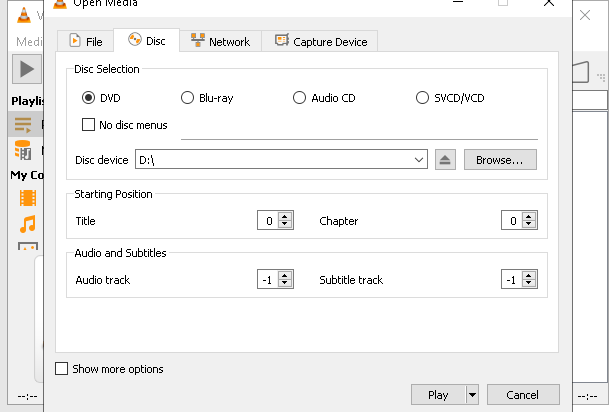 Open Media
Medi
File Disc Network Capture Device
Disc Selection
DVD Blu-ray Audio CD SVCD/VCD
No disc menus
Disc device D:\ Browse...
Playlis
My Co
Starting Position
Title 0 Chapter 0
Audio and Subtitles
Audio track -1 Subtitle track -1
Show more options
Play Cancel
--:-- --:--